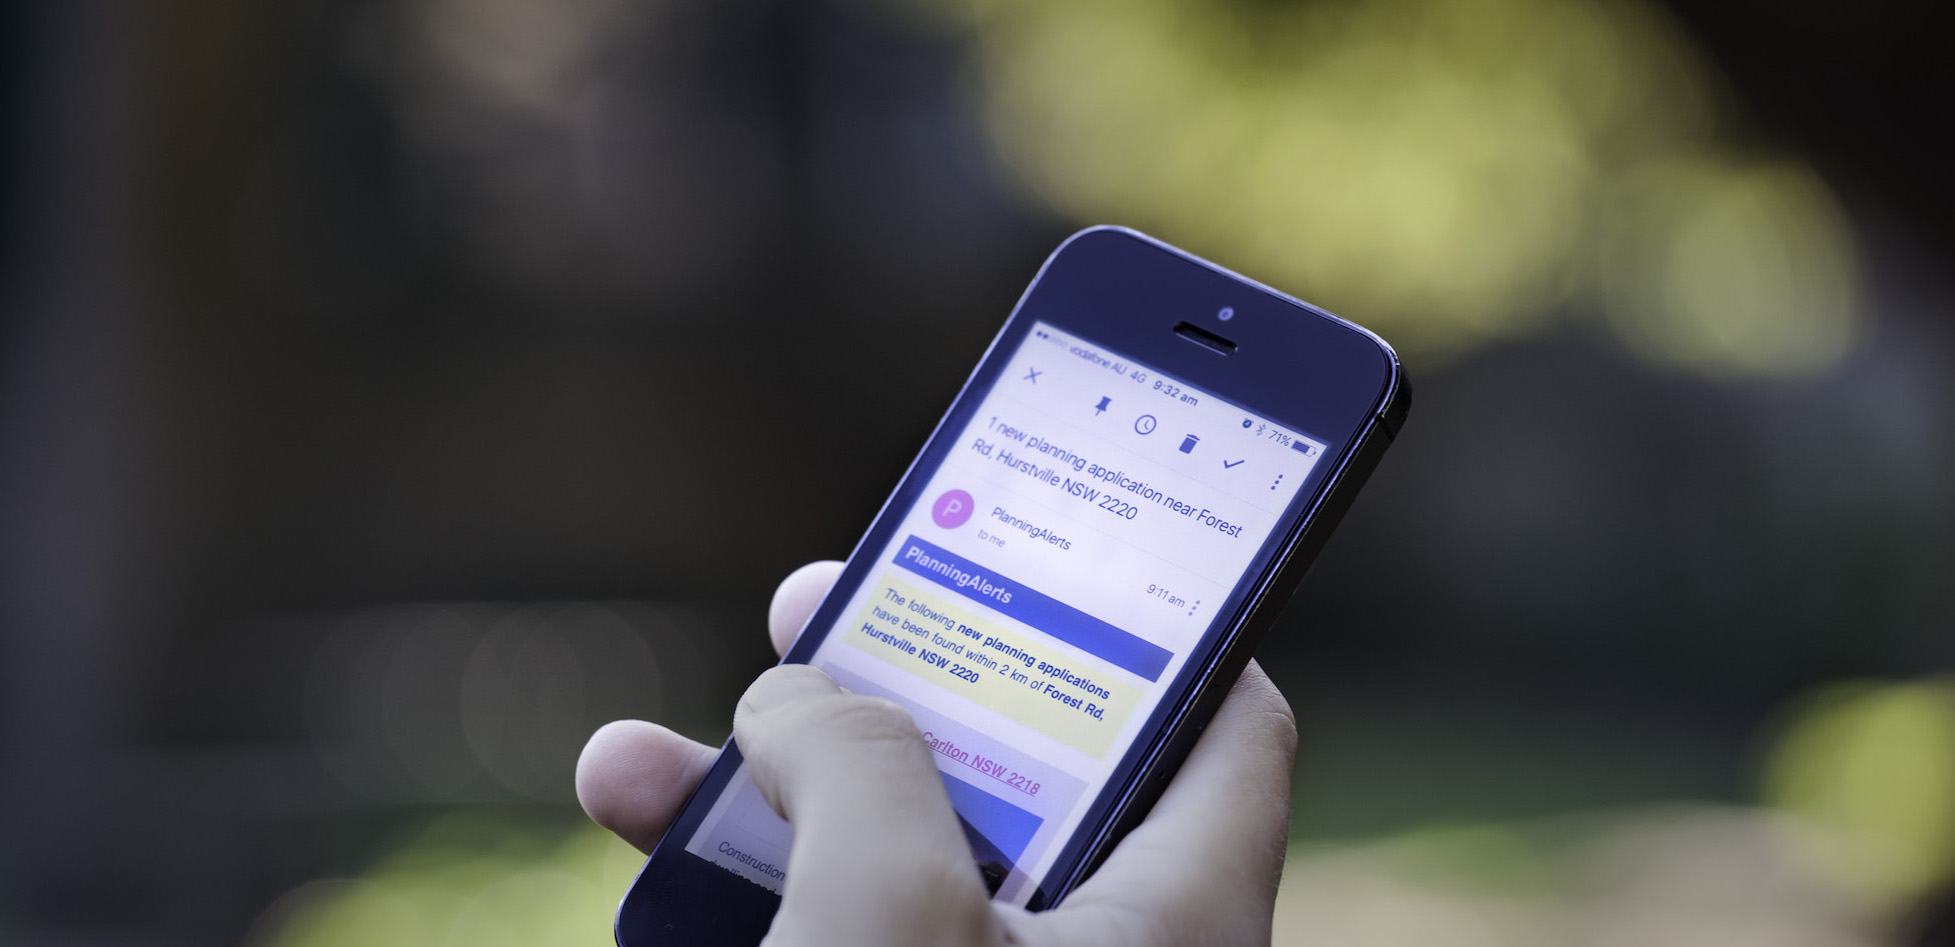 vodafone AU 4G 9:32 am 71%
1 new planning application near Forest
Rd, Hurstville NSW 2220
P
PlanningAlerts
to me
9:11 am
PlanningAlerts
The following new planning applications
have been found within 2 km of Forest Rd,
Hurstville NSW 2220
Carlton NSW 2218
Construction